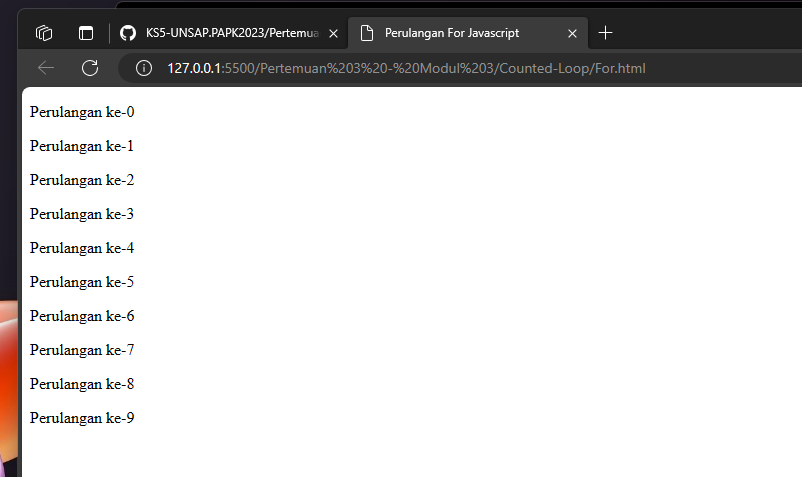 KS5-UNSAP.PAPK2023/Pertemua
Perulangan For Javascript
127.0.0.1:5500/Pertemuan%203%20-%20Modul%203/Counted-Loop/For.html
Perulangan ke-0
Perulangan ke-1
Perulangan ke-2
Perulangan ke-3
Perulangan ke-4
Perulangan ke-5
Perulangan ke-6
Perulangan ke-7
Perulangan ke-8
Perulangan ke-9